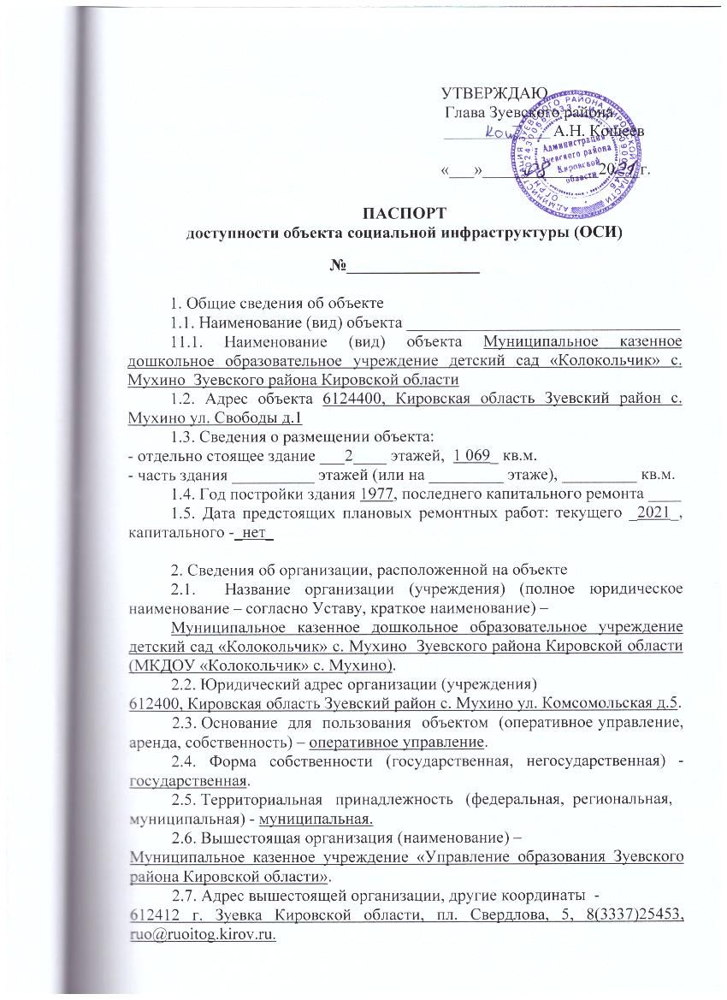 УТВЕРЖДАЮ
Глава Зуевского района
А.Н. Кошеев
«___»______________ 2021 г.
Администрация
Зуевского района
Кировской
области
ПАСПОРТ
доступности объекта социальной инфраструктуры (ОСИ)
№________________
1. Общие сведения об объекте
1.1. Наименование (вид) объекта _________________________________
11.1. Наименование (вид) объекта Муниципальное казенное
дошкольное образовательное учреждение детский сад «Колокольчик» с.
Мухино Зуевского района Кировской области
1.2. Адрес объекта 6124400, Кировская область Зуевский район с.
Мухино ул. Свободы д.1
1.3. Сведения о размещении объекта:
- отдельно стоящее здание ___2____ этажей, _1 069_ кв.м.
- часть здания __________ этажей (или на _________ этаже), _________ кв.м.
1.4. Год постройки здания 1977, последнего капитального ремонта ____
1.5. Дата предстоящих плановых ремонтных работ: текущего _2021_,
капитального -_нет_
2. Сведения об организации, расположенной на объекте
2.1. Название организации (учреждения) (полное юридическое
наименование – согласно Уставу, краткое наименование) –
Муниципальное казенное дошкольное образовательное учреждение
детский сад «Колокольчик» с. Мухино Зуевского района Кировской области
(МКДОУ «Колокольчик» с. Мухино).
2.2. Юридический адрес организации (учреждения)
612400, Кировская область Зуевский район с. Мухино ул. Комсомольская д.5.
2.3. Основание для пользования объектом (оперативное управление,
аренда, собственность) – оперативное управление.
2.4. Форма собственности (государственная, негосударственная) -
государственная.
2.5. Территориальная принадлежность (федеральная, региональная,
муниципальная) - муниципальная.
2.6. Вышестоящая организация (наименование) –
Муниципальное казенное учреждение «Управление образования Зуевского
района Кировской области».
2.7. Адрес вышестоящей организации, другие координаты -
612412 г. Зуевка Кировской области, пл. Свердлова, 5, 8(3337)25453,
ruo@ruoitog.kirov.ru.